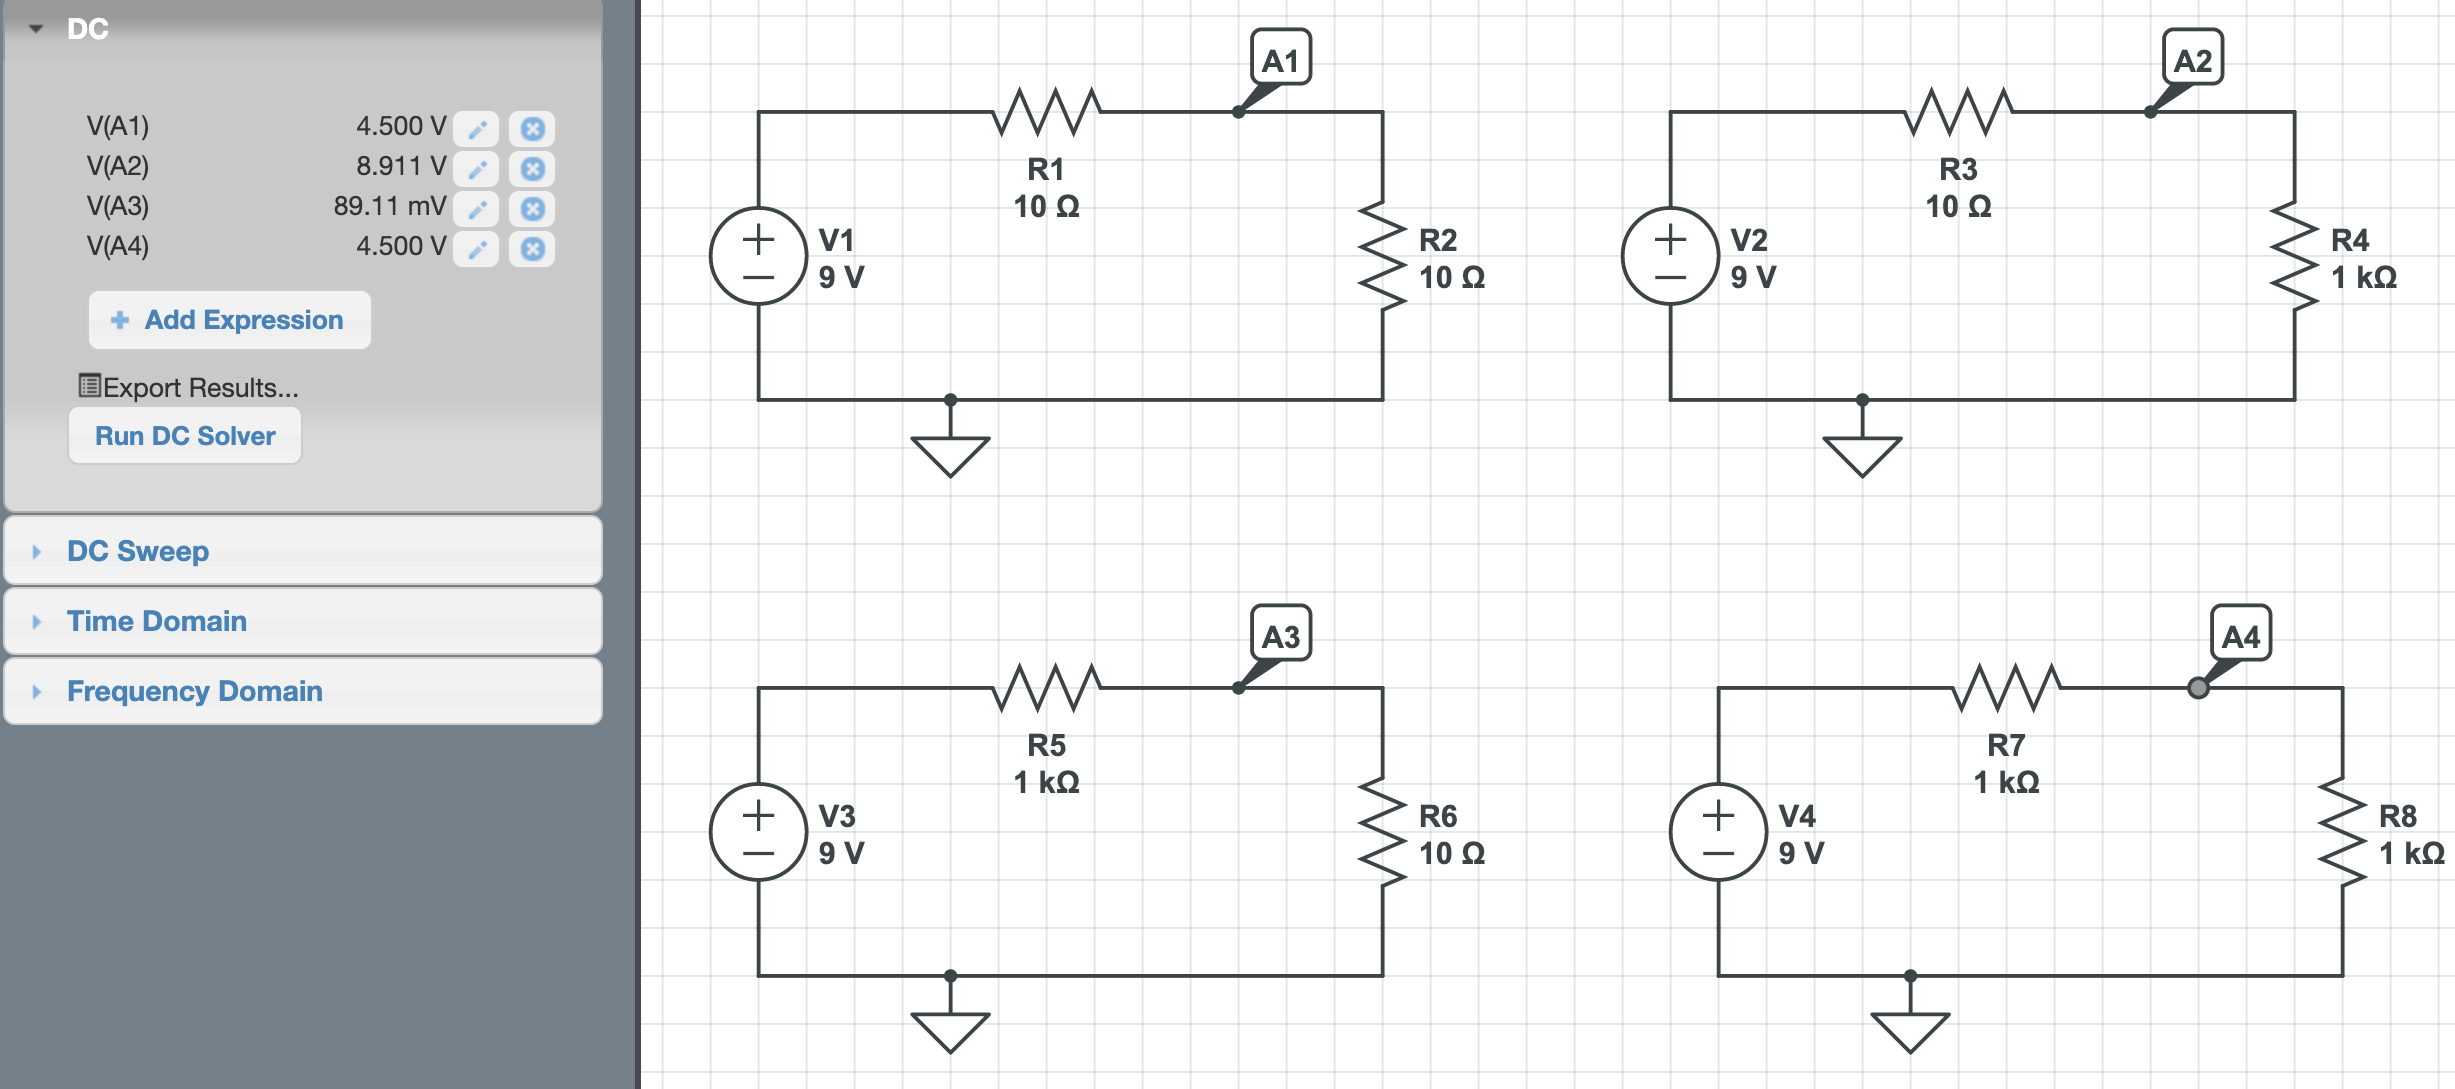 DC
V(A1) 4.500 V
V(A2) 8.911 V
V(A3) 89.11 mV
V(A4) 4.500 V
Add Expression
Export Results...
Run DC Solver
DC Sweep
Time Domain
Frequency Domain
A1
R1
10 Ω
V1
9 V
R2
10 Ω
A2
R3
10 Ω
V2
9 V
R4
1 kΩ
A3
R5
1 kΩ
V3
9 V
R6
10 Ω
A4
R7
1 kΩ
V4
9 V
R8
1 kΩ